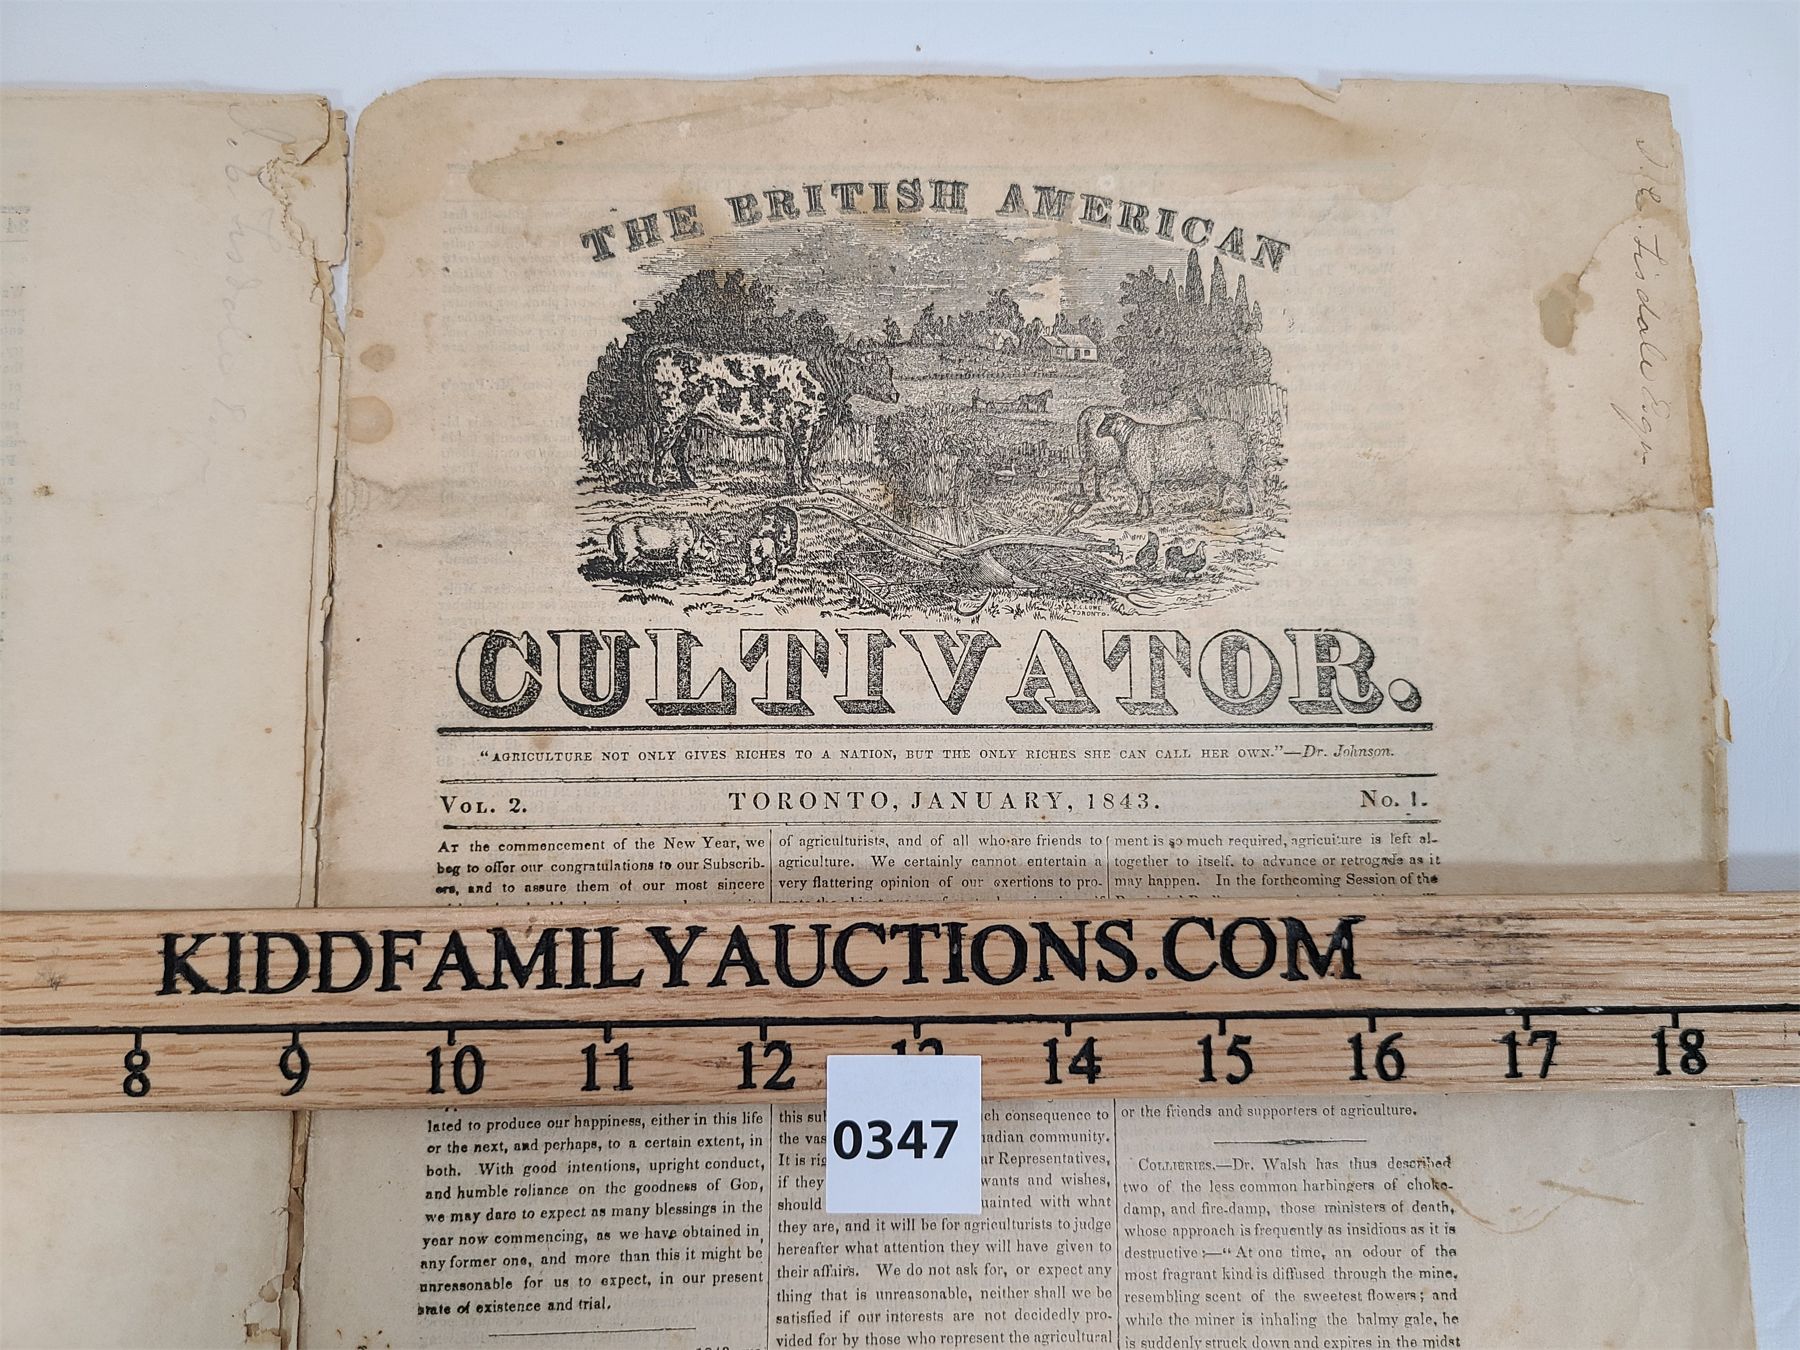 THE BRITISH AMERICAN
F.C. LOWE.
TORONTO.
CULTIVATOR.
"AGRICULTURE NOT ONLY GIVES RICHES TO A NATION, BUT THE ONLY RICHES SHE CAN CALL HER OWN."—Dr. Johnson.
VOL. 2. TORONTO, JANUARY, 1843. No. 1.
AT the commencement of the New Year, we
beg to offer our congratulations to our Subscrib-
ers, and to assure them of our most sincere
lated to produce our happiness, either in this life
or the next, and perhaps, to a certain extent, in
both. With good intentions, upright conduct,
and humble reliance on the goodness of GOD,
we may dare to expect as many blessings in the
year now commencing, as we have obtained in
any former one, and more than this it might be
unreasonable for us to expect, in our present
state of existence and trial.
of agriculturists, and of all who are friends to
agriculture. We certainly cannot entertain a
very flattering opinion of our exertions to pro-
this ch consequence to
the nadian community.
It is Representatives,
if they wants and wishes,
should with what
they are, and it will be for agriculturists to judge
hereafter what attention they will have given to
their affairs. We do not ask for, or expect any
thing that is unreasonable, neither shall we be
satisfied if our interests are not decidedly pro-
vided for by those who represent the agricultural
ment is so much required, agriculture is left al-
together to itself, to advance or retrograde as it
may happen. In the forthcoming Session of the
or the friends and supporters of agriculture.
COLLIERIES.—Dr. Walsh has thus described
two of the less common harbingers of choke-
damp, and fire-damp, those ministers of death,
whose approach is frequently as insidious as it is
destructive:—"At one time, an odour of the
most fragrant kind is diffused through the mine,
resembling scent of the sweetest flowers; and
while the miner is inhaling the balmy gale, he
is suddenly struck down and expires in the midst
Tisdale Esqr
KIDDFAMILYAUCTIONS.COM
8 9 10 11 12 13 14 15 16 17 18
0347